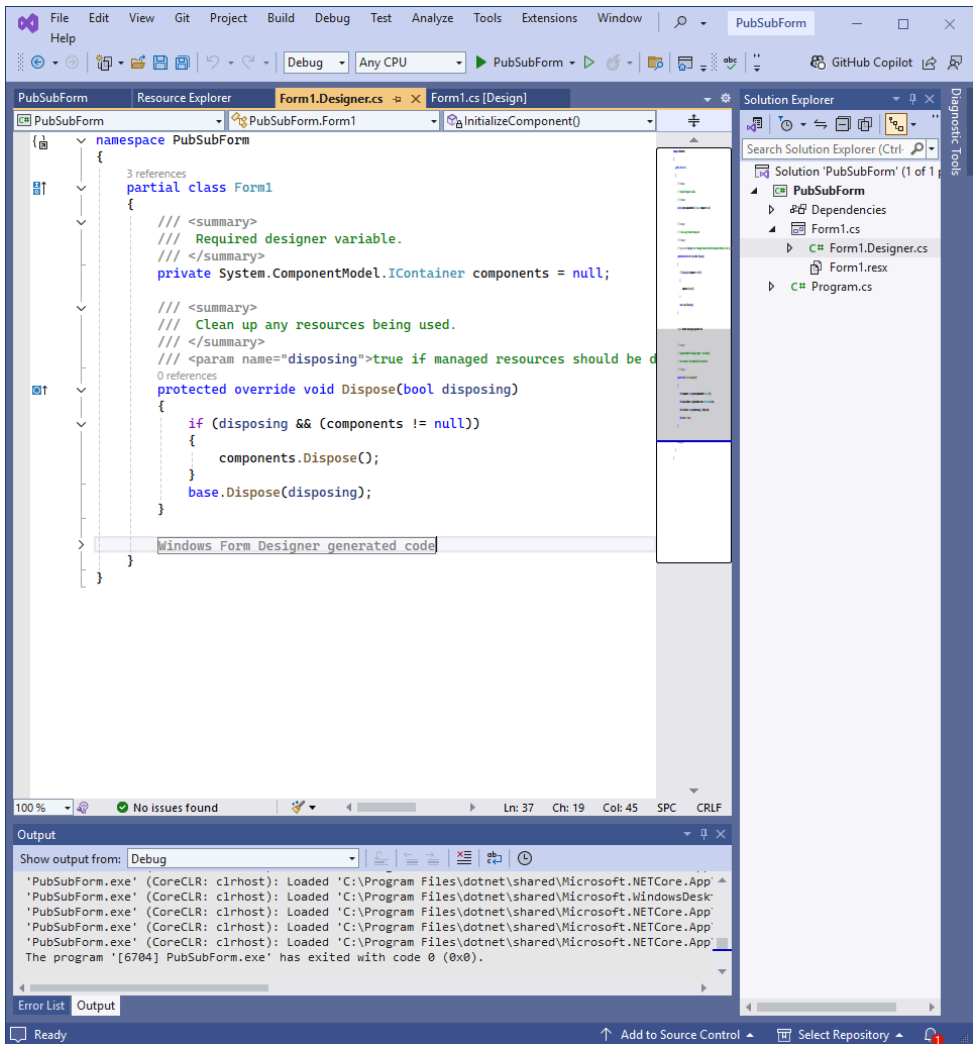 File Edit View Git Project Build Debug Test Analyze Tools Extensions Window PubSubForm
Help
Debug Any CPU PubSubForm GitHub Copilot
PubSubForm Resource Explorer Form1.Designer.cs Form1.cs [Design]
PubSubForm PubSubForm.Form1 InitializeComponent()
namespace PubSubForm
{
3 references
partial class Form1
{
/// <summary>
///  Required designer variable.
/// </summary>
private System.ComponentModel.IContainer components = null;
/// <summary>
///  Clean up any resources being used.
/// </summary>
/// <param name="disposing">true if managed resources should be d
0 references
protected override void Dispose(bool disposing)
{
if (disposing && (components != null))
{
components.Dispose();
}
base.Dispose(disposing);
}
Windows Form Designer generated code
}
}
100 % No issues found Ln: 37 Ch: 19 Col: 45 SPC CRLF
Output
Show output from: Debug
'PubSubForm.exe' (CoreCLR: clrhost): Loaded 'C:\Program Files\dotnet\shared\Microsoft.NETCore.App'
'PubSubForm.exe' (CoreCLR: clrhost): Loaded 'C:\Program Files\dotnet\shared\Microsoft.WindowsDesk
'PubSubForm.exe' (CoreCLR: clrhost): Loaded 'C:\Program Files\dotnet\shared\Microsoft.NETCore.App'
'PubSubForm.exe' (CoreCLR: clrhost): Loaded 'C:\Program Files\dotnet\shared\Microsoft.NETCore.App'
'PubSubForm.exe' (CoreCLR: clrhost): Loaded 'C:\Program Files\dotnet\shared\Microsoft.NETCore.App'
The program '[6704] PubSubForm.exe' has exited with code 0 (0x0).
Error List Output
Solution Explorer
Search Solution Explorer (Ctrl-
Solution 'PubSubForm' (1 of 1
C# PubSubForm
Dependencies
Form1.cs
C# Form1.Designer.cs
Form1.resx
C# Program.cs
Diagnostic Tools
Ready Add to Source Control Select Repository 1